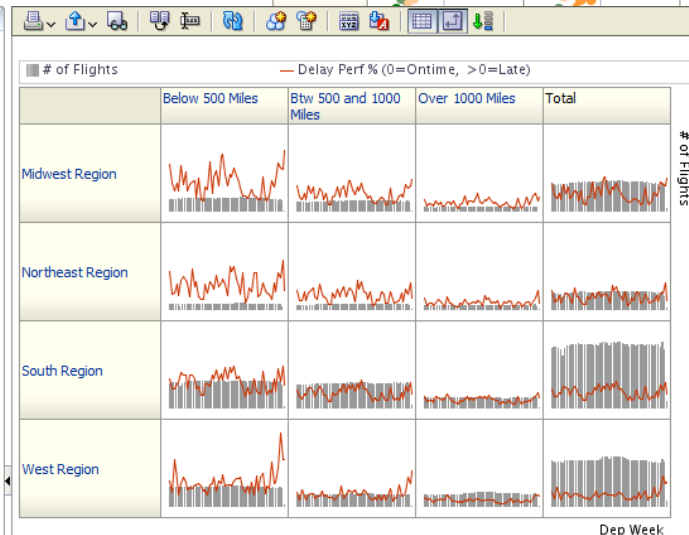 # of Flights
Delay Perf % (0=Ontime, >0=Late)
Below 500 Miles
Btw 500 and 1000
Miles
Over 1000 Miles
Total
Midwest Region
Northeast Region
South Region
West Region
# of Flights
Dep Week